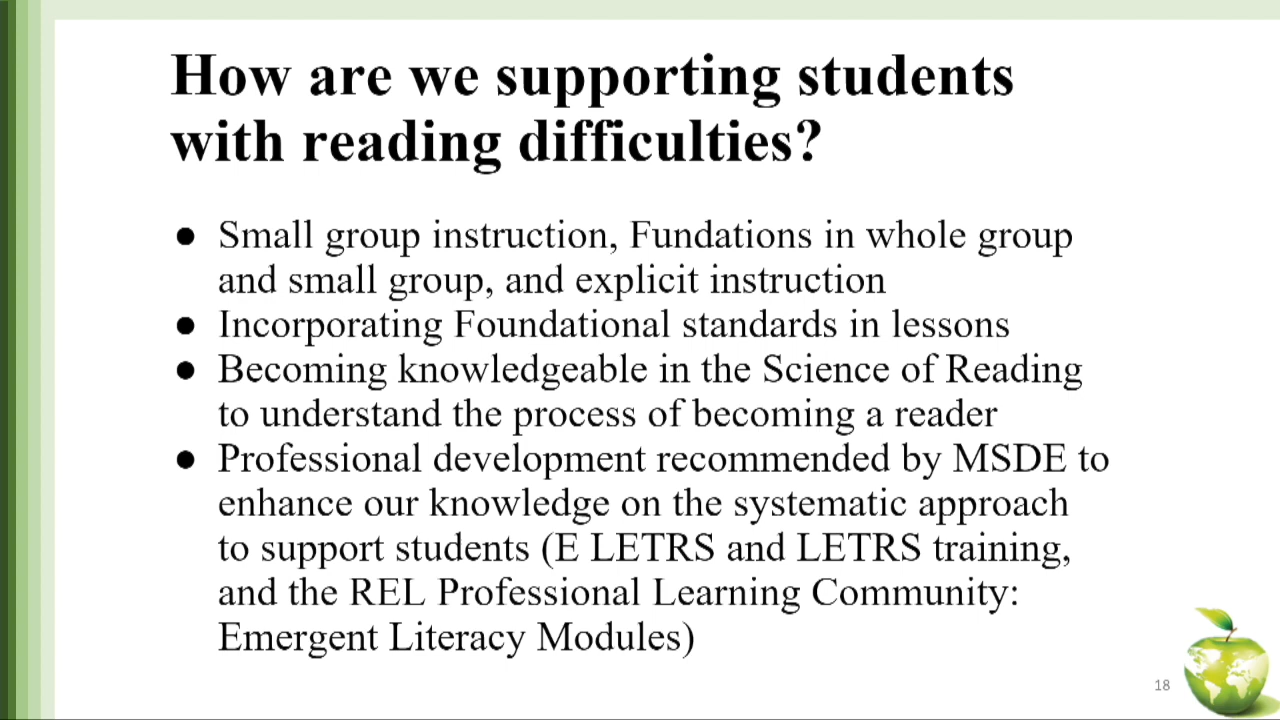 How are we supporting students
with reading difficulties?
● Small group instruction, Fundations in whole group
and small group, and explicit instruction
● Incorporating Foundational standards in lessons
● Becoming knowledgeable in the Science of Reading
to understand the process of becoming a reader
● Professional development recommended by MSDE to
enhance our knowledge on the systematic approach
to support students (E LETRS and LETRS training,
and the REL Professional Learning Community:
Emergent Literacy Modules)
18